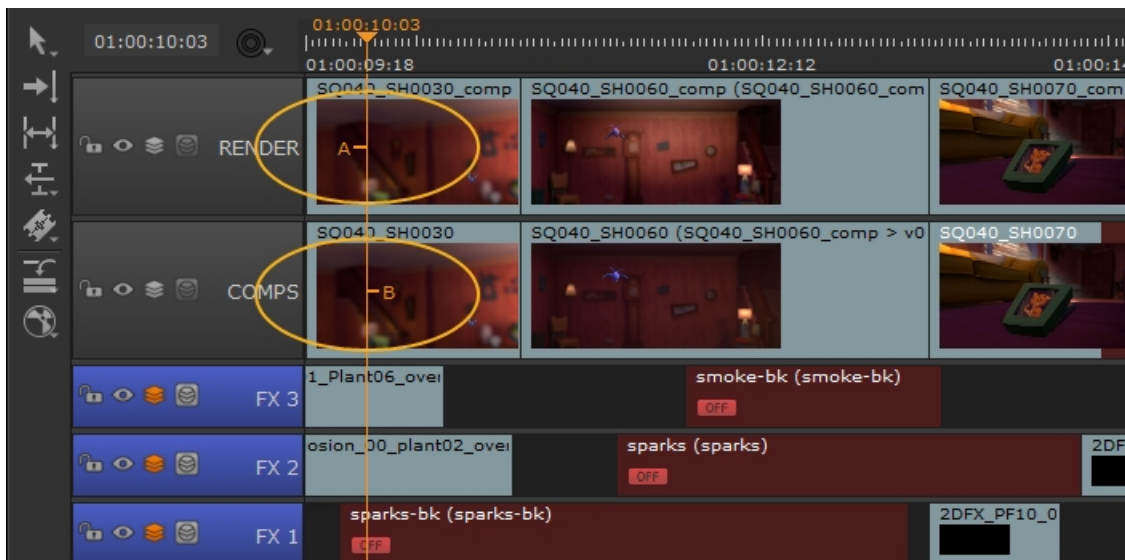 01:00:10:03
01:00:10:03
01:00:09:18 01:00:12:12 01:00:1
SQ040_SH0030_comp SQ040_SH0060_comp (SQ040_SH0060_com SQ040_SH0070_com
RENDER A
SQ040_SH0030 SQ040_SH0060 (SQ040_SH0060_comp > v0 SQ040_SH0070
COMPS B
1_Plant06_over smoke-bk (smoke-bk)
FX 3 OFF
osion_00_plant02_over sparks (sparks) 2DF
FX 2 OFF
sparks-bk (sparks-bk) 2DFX_PF10_0
FX 1 OFF